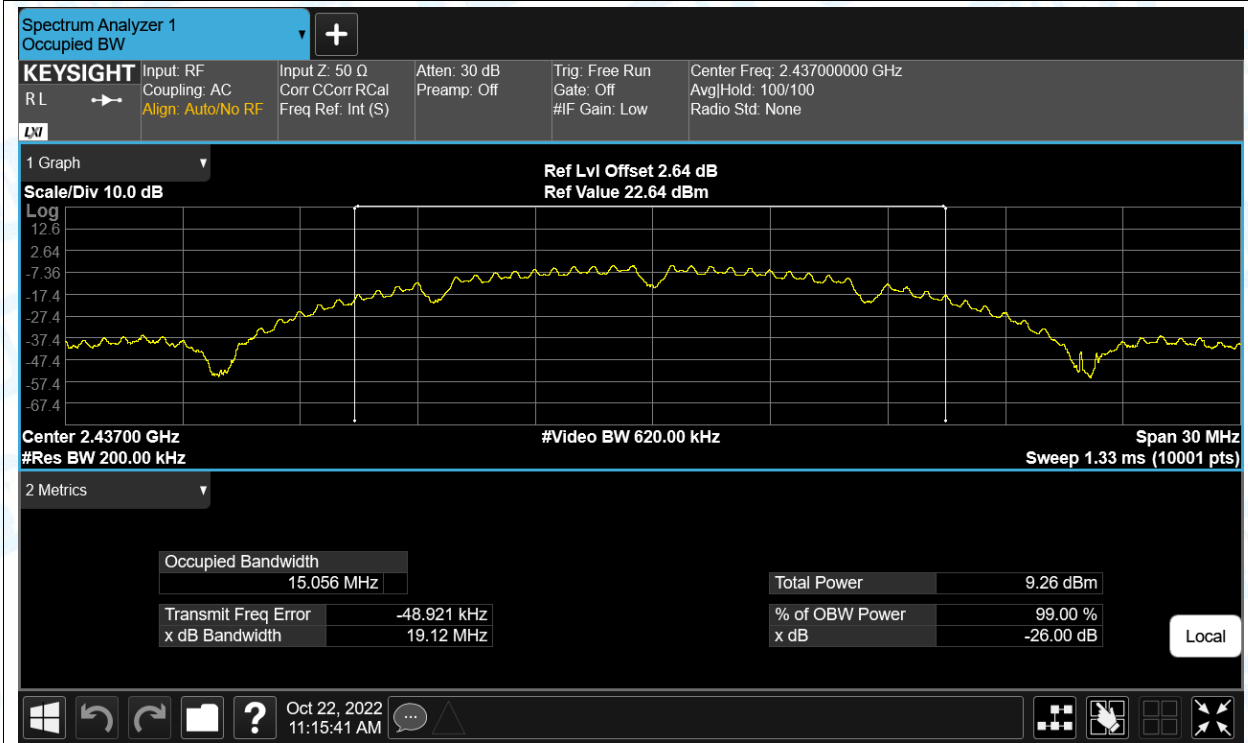 Spectrum Analyzer 1
Occupied BW
KEYSIGHT
R L
LXI
Input: RF
Coupling: AC
Align: Auto/No RF
Input Z: 50 Ω
Corr CCorr RCal
Freq Ref: Int (S)
Atten: 30 dB
Preamp: Off
Trig: Free Run
Gate: Off
#IF Gain: Low
Center Freq: 2.437000000 GHz
Avg|Hold: 100/100
Radio Std: None
1 Graph
Scale/Div 10.0 dB
Ref Lvl Offset 2.64 dB
Ref Value 22.64 dBm
Log
12.6
2.64
-7.36
-17.4
-27.4
-37.4
-47.4
-57.4
-67.4
Center 2.43700 GHz
#Video BW 620.00 kHz
Span 30 MHz
#Res BW 200.00 kHz
Sweep 1.33 ms (10001 pts)
2 Metrics
Occupied Bandwidth
15.056 MHz
Total Power 9.26 dBm
Transmit Freq Error -48.921 kHz
% of OBW Power 99.00 %
x dB Bandwidth 19.12 MHz
x dB -26.00 dB
Local
?
Oct 22, 2022
11:15:41 AM